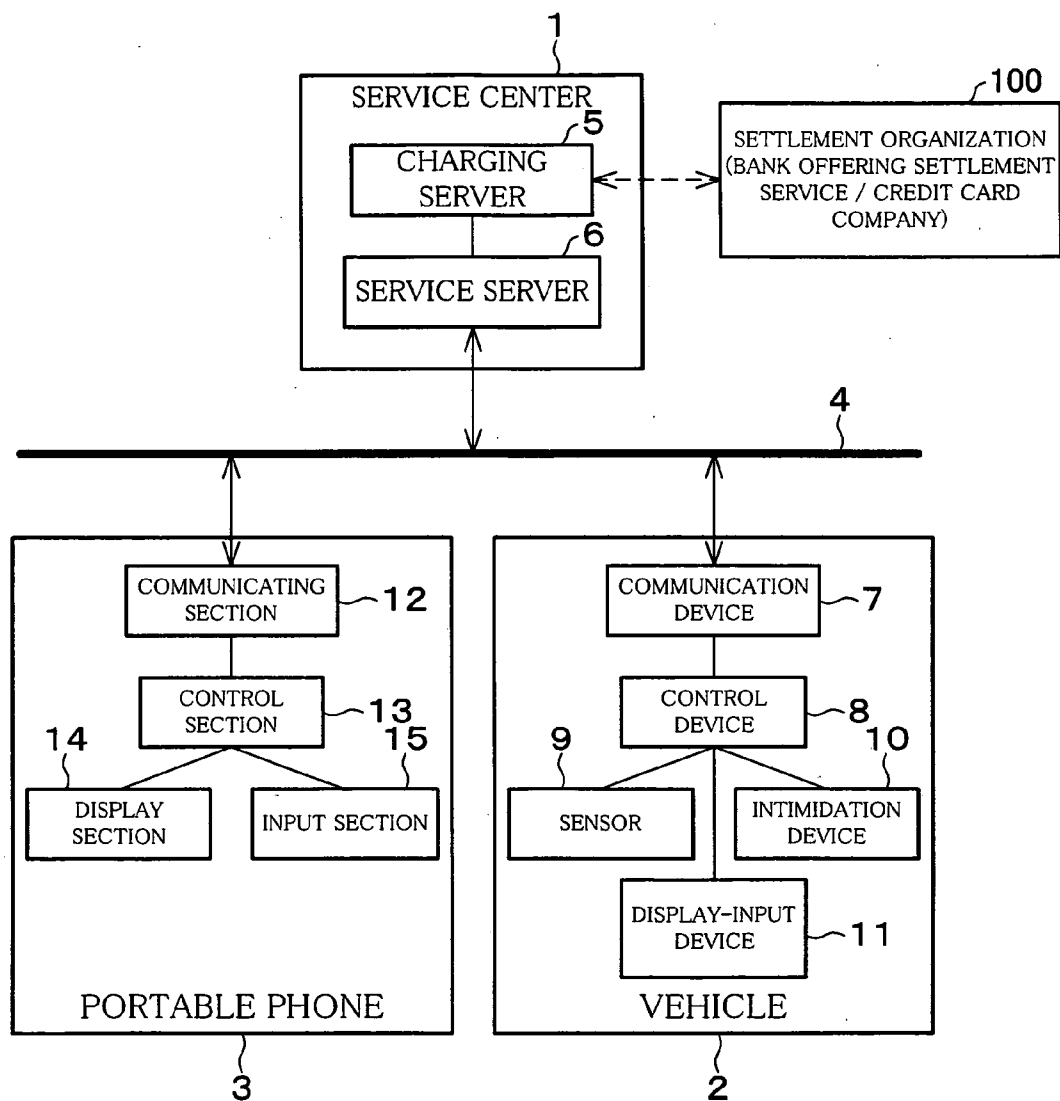 1
SERVICE CENTER
100
5
CHARGING
SERVER
SETTLEMENT ORGANIZATION
(BANK OFFERING SETTLEMENT
SERVICE / CREDIT CARD
COMPANY)
6
SERVICE SERVER
4
COMMUNICATING
SECTION
12
COMMUNICATION
DEVICE
7
CONTROL
SECTION
13
CONTROL
DEVICE
8
14
15
9
10
DISPLAY
SECTION
INPUT SECTION
SENSOR
INTIMIDATION
DEVICE
DISPLAY-INPUT
DEVICE
11
PORTABLE PHONE
VEHICLE
3
2